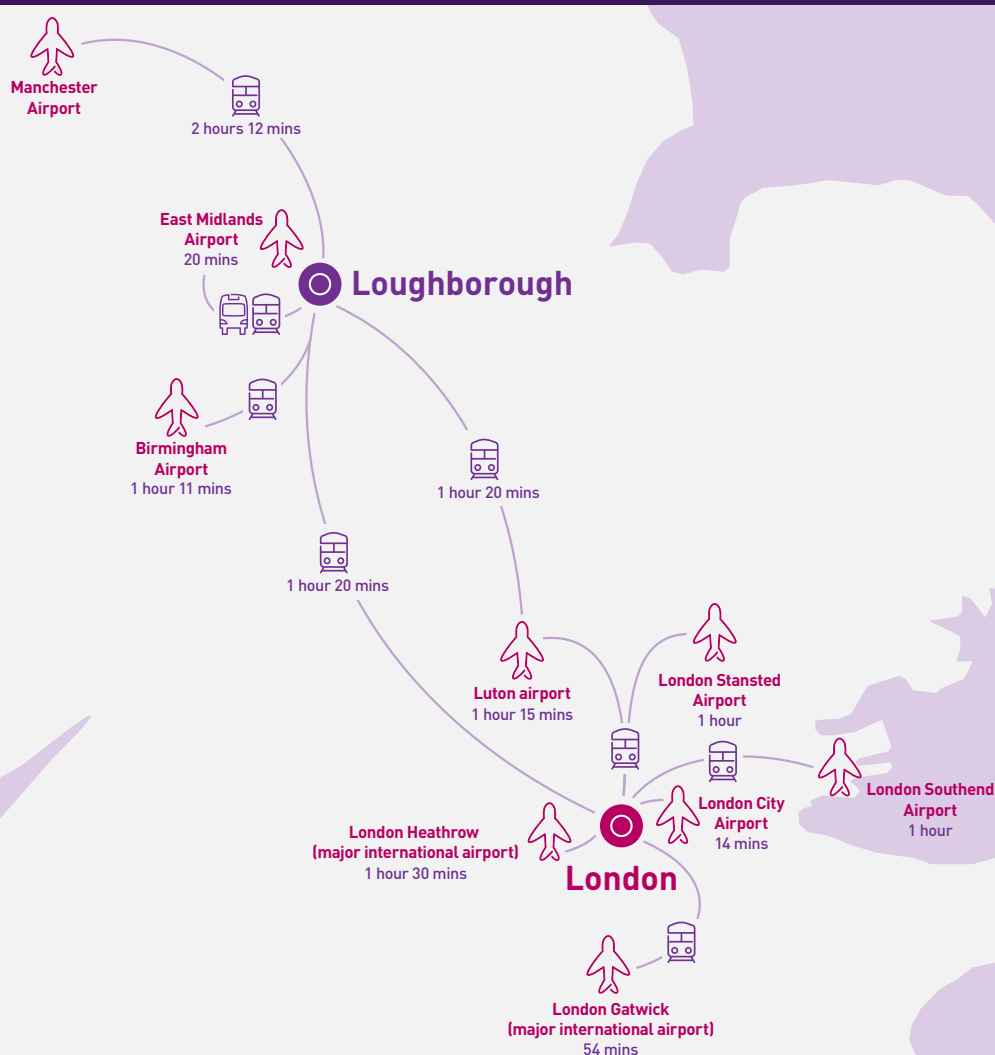 Manchester
Airport
2 hours 12 mins
East Midlands
Airport
20 mins
Loughborough
Birmingham
Airport
1 hour 11 mins
1 hour 20 mins
1 hour 20 mins
Luton airport
1 hour 15 mins
London Stansted
Airport
1 hour
London Southend
Airport
1 hour
London City
Airport
14 mins
London Heathrow
(major international airport)
1 hour 30 mins
London
London Gatwick
(major international airport)
54 mins